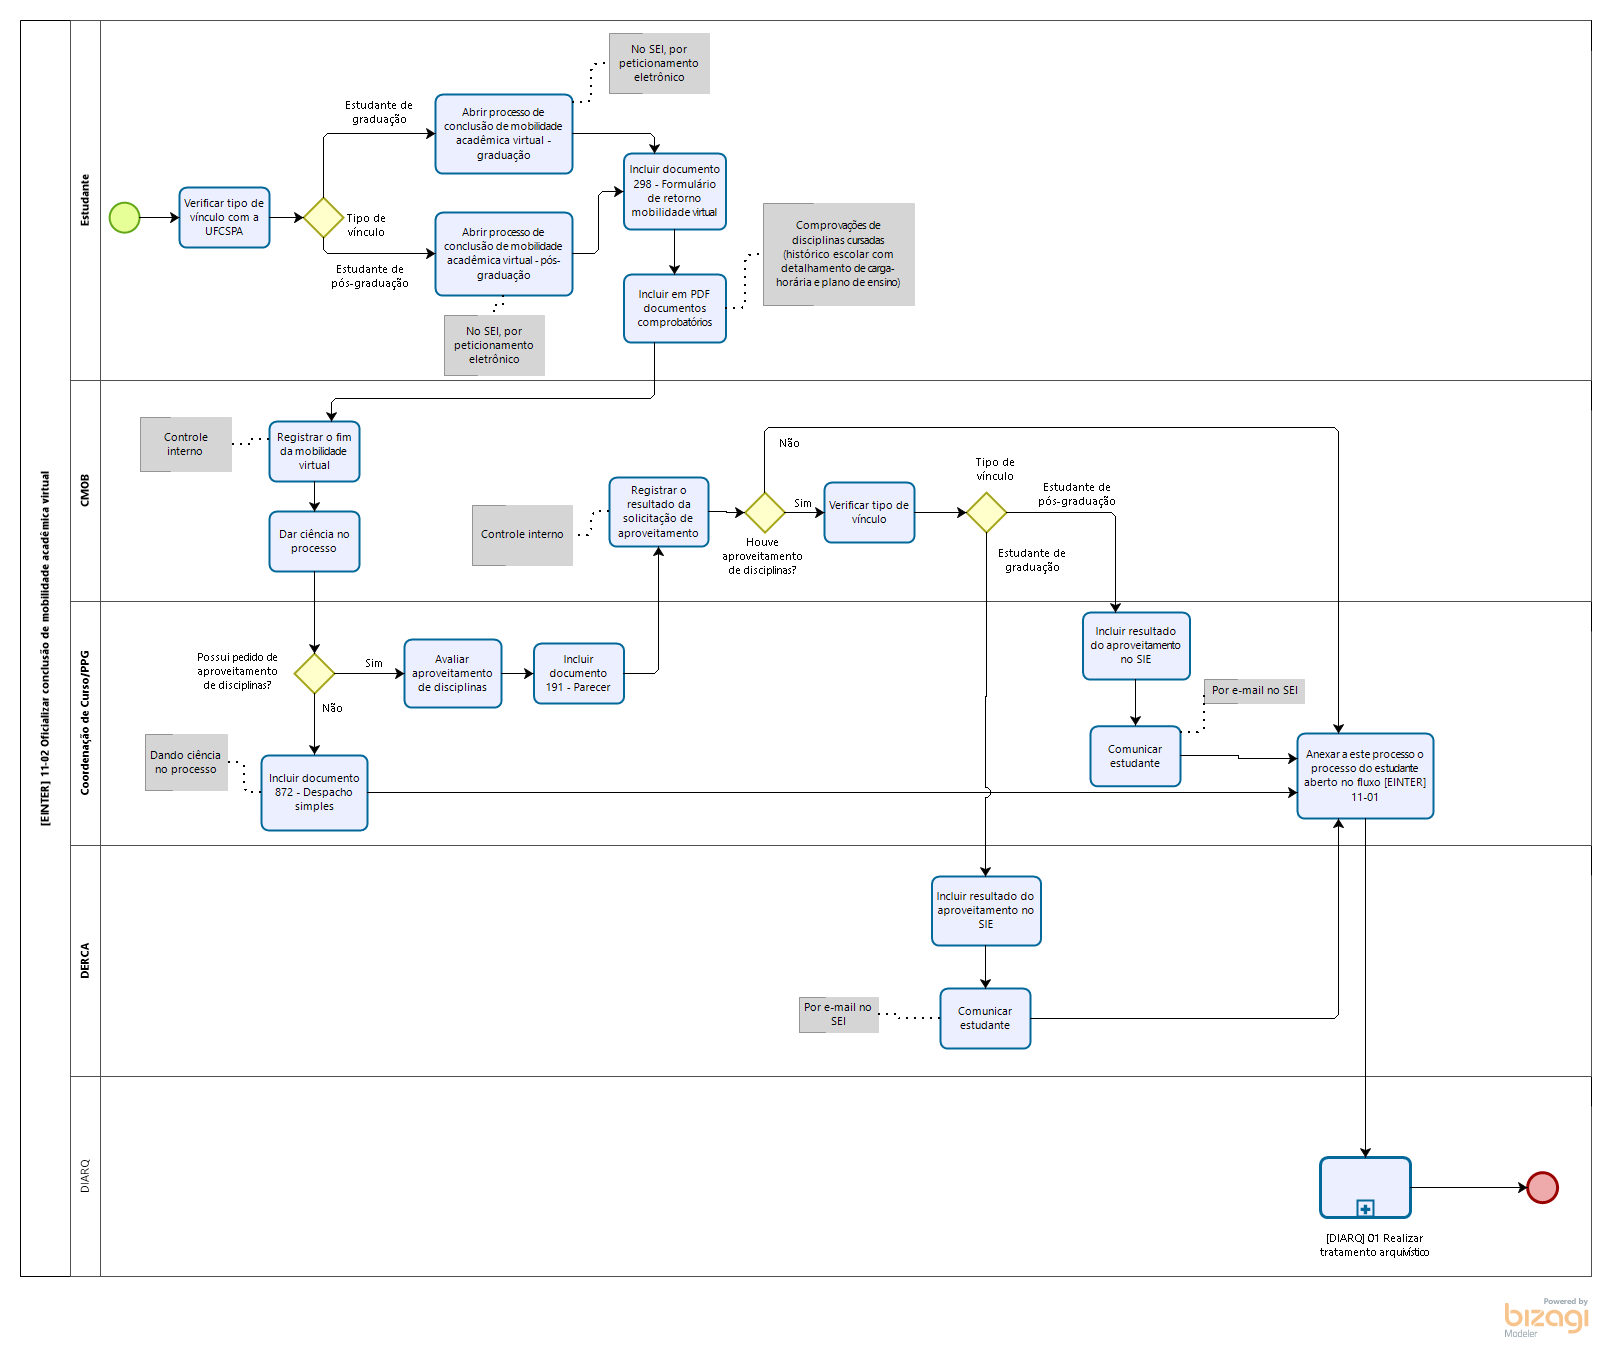 [EINTER] 11-02 Oficializar conclusão de mobilidade acadêmica virtual
Estudante
Verificar tipo de
vínculo com a
UFCSPA
Tipo de
vínculo
Estudante de
graduação
Estudante de
pós-graduação
Abrir processo de
conclusão de mobilidade
acadêmica virtual -
graduação
No SEI, por
peticionamento
eletrônico
Abrir processo de
conclusão de mobilidade
acadêmica virtual - pós-
graduação
No SEI, por
peticionamento
eletrônico
Incluir documento
298 - Formulário
de retorno
mobilidade virtual
Incluir em PDF
documentos
comprobatórios
Comprovações de
disciplinas cursadas
(histórico escolar com
detalhamento de carga-
horária e plano de ensino)
CMOB
Controle
interno
Registrar o fim
da mobilidade
virtual
Dar ciência no
processo
Controle interno
Registrar o
resultado da
solicitação de
aproveitamento
Houve
aproveitamento
de disciplinas?
Não
Sim
Verificar tipo de
vínculo
Tipo de
vínculo
Estudante de
pós-graduação
Estudante de
graduação
Coordenação de Curso/PPG
Possui pedido de
aproveitamento
de disciplinas?
Sim
Não
Avaliar
aproveitamento
de disciplinas
Incluir
documento
191 - Parecer
Dando ciência
no processo
Incluir documento
872 - Despacho
simples
Incluir resultado
do aproveitamento
no SIE
Por e-mail no SEI
Comunicar
estudante
Anexar a este processo o
processo do estudante
aberto no fluxo [EINTER]
11-01
DERCA
Incluir resultado do
aproveitamento no
SIE
Por e-mail no
SEI
Comunicar
estudante
DIARQ
[DIARQ] 01 Realizar
tratamento arquivístico
Powered by
bizagi
Modeler